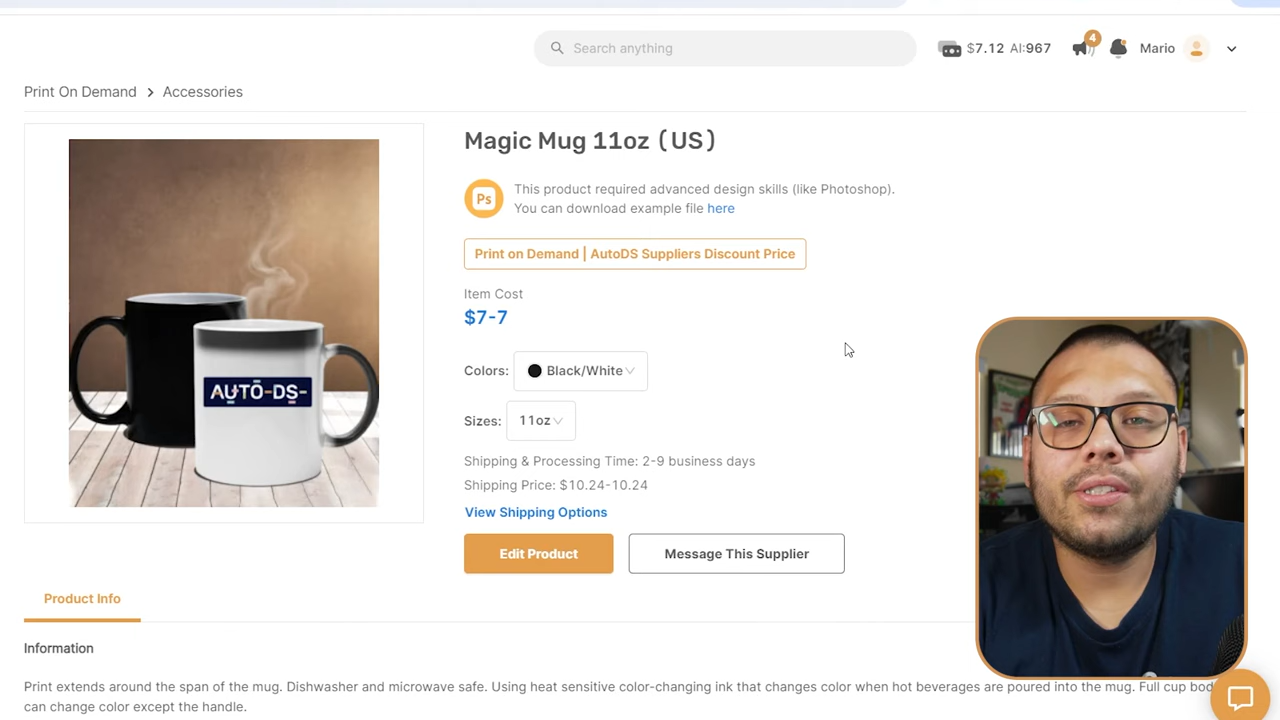 Search anything
$7.12 AI:967
4
Mario
Print On Demand > Accessories
Magic Mug 11oz (US)
Ps
This product required advanced design skills (like Photoshop).
You can download example file here
Print on Demand | AutoDS Suppliers Discount Price
Item Cost
$7-7
Colors: Black/White
Sizes: 11oz
Shipping & Processing Time: 2-9 business days
Shipping Price: $10.24-10.24
View Shipping Options
Edit Product
Message This Supplier
AUTO-DS-
Product Info
Information
Print extends around the span of the mug. Dishwasher and microwave safe. Using heat sensitive color-changing ink that changes color when hot beverages are poured into the mug. Full cup bod
can change color except the handle.